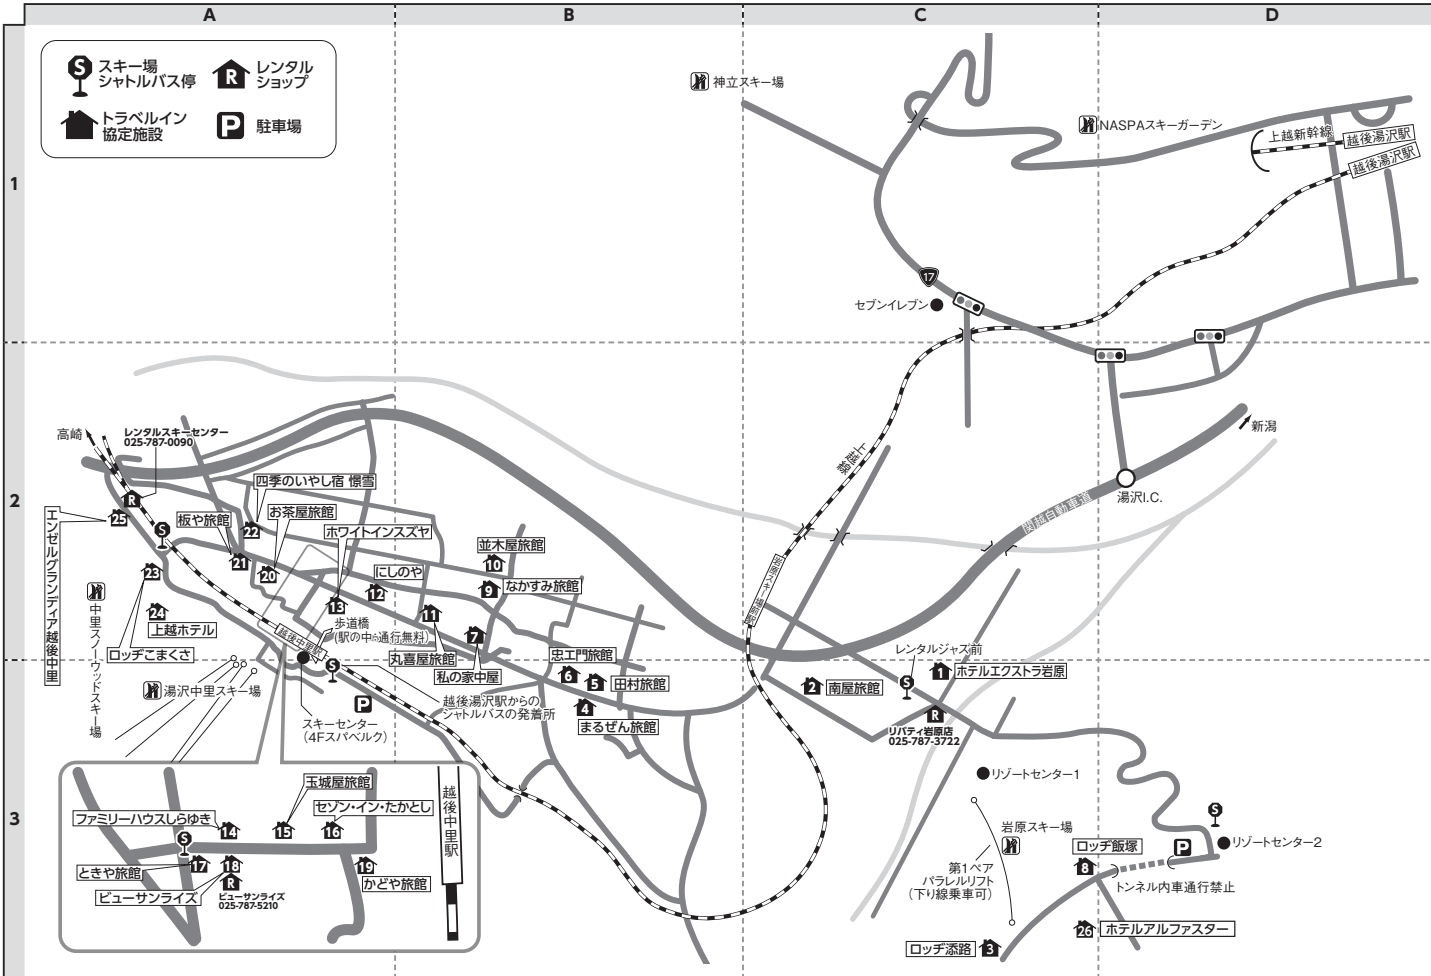 A
B
C
D
1
2
3
S
スキー場
シャトルバス停
R
レンタル
ショップ
トラベルイン
協定施設
P
駐車場
神立スキー場
NASPAスキーガーデン
上越新幹線
越後湯沢駅
越後湯沢駅
17
セブンイレブン
高崎
レンタルスキーセンター
025-787-0090
R
25
エンゼルグランディア越後中里
S
板や旅館
21
四季のいやし宿 憬雪
22
お茶屋旅館
20
ホワイトインスズヤ
13
にしのや
12
並木屋旅館
10
9
なかすみ旅館
11
丸喜屋旅館
7
私の家中屋
23
ロッヂこまくさ
24
上越ホテル
中里スノーウッドスキー場
湯沢中里スキー場
越後中里駅
歩道橋
(駅の中の通行無料)
S
P
スキーセンター
(4Fスパベルク)
越後湯沢駅からの
シャトルバスの発着所
忠エ門旅館
6
5
田村旅館
4
まるぜん旅館
上越線
岩原スキー場前駅
関越自動車道
新潟
湯沢I.C.
レンタルジャズ前
S
1
ホテルエクストラ岩原
2
南屋旅館
R
リバティ岩原店
025-787-3722
リゾートセンター1
岩原スキー場
第1ペア
パラレルリフト
(下り線乗車可)
S
リゾートセンター2
P
ロッヂ飯塚
8
トンネル内車通行禁止
26
ホテルアルファスター
ロッヂ添路
3
玉城屋旅館
ファミリーハウスしらゆき
14
15
セゾン・イン・たかとし
16
S
ときや旅館
17
18
ビューサンライズ
R
ビューサンライズ
025-787-5210
19
かどや旅館
越後中里駅